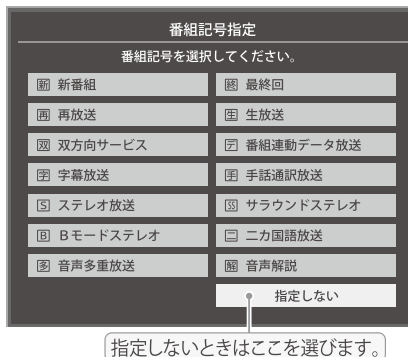 番組記号指定
番組記号を選択してください。
新 新番組
終 最終回
再 再放送
生 生放送
双 双方向サービス
デ 番組連動データ放送
字 字幕放送
手 手話通訳放送
S ステレオ放送
SS サラウンドステレオ
B Bモードステレオ
二 二カ国語放送
多 音声多重放送
解 音声解説
指定しない
指定しないときはここを選びます。